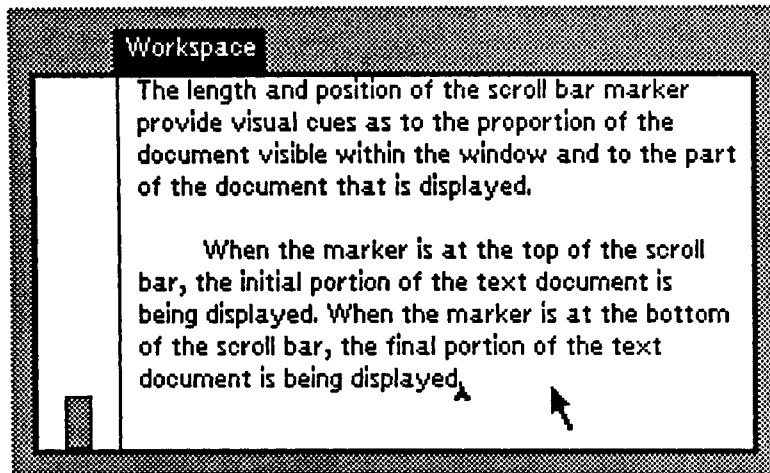 Workspace
The length and position of the scroll bar marker
provide visual cues as to the proportion of the
document visible within the window and to the part
of the document that is displayed.
When the marker is at the top of the scroll
bar, the initial portion of the text document is
being displayed. When the marker is at the bottom
of the scroll bar, the final portion of the text
document is being displayed.